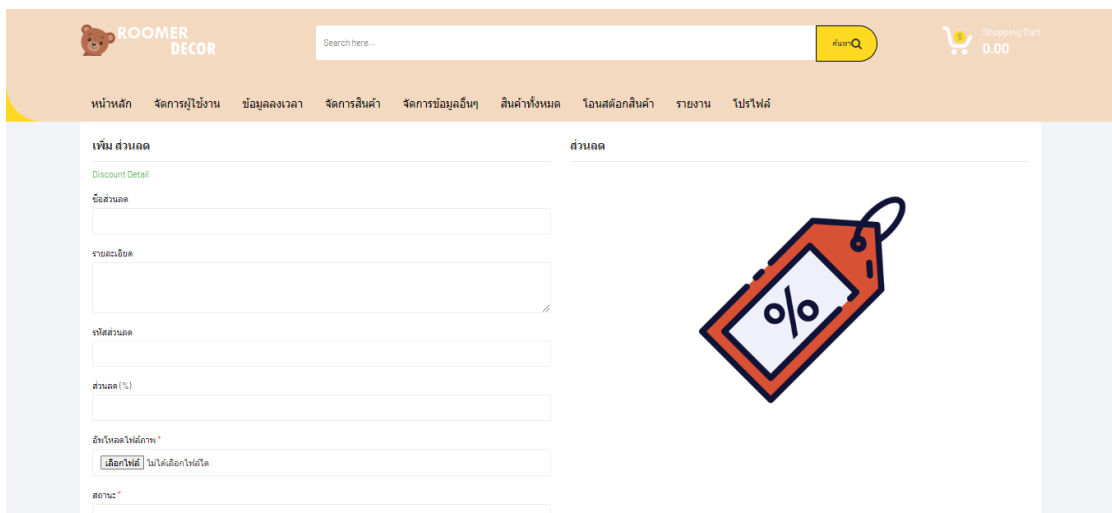 ROOMER
DECOR
Search here...
ค้นหา
0
Shopping Cart
0.00
หน้าหลัก จัดการผู้ใช้งาน ข้อมูลลงเวลา จัดการสินค้า จัดการข้อมูลอื่นๆ สินค้าทั้งหมด โอนสต๊อกสินค้า รายงาน โปรไฟล์
เพิ่ม ส่วนลด
Discount Detail
ชื่อส่วนลด
รายละเอียด
รหัสส่วนลด
ส่วนลด(%)
อัพโหลดไฟล์ภาพ *
เลือกไฟล์ ไม่ได้เลือกไฟล์ใด
สถานะ *
ส่วนลด
%